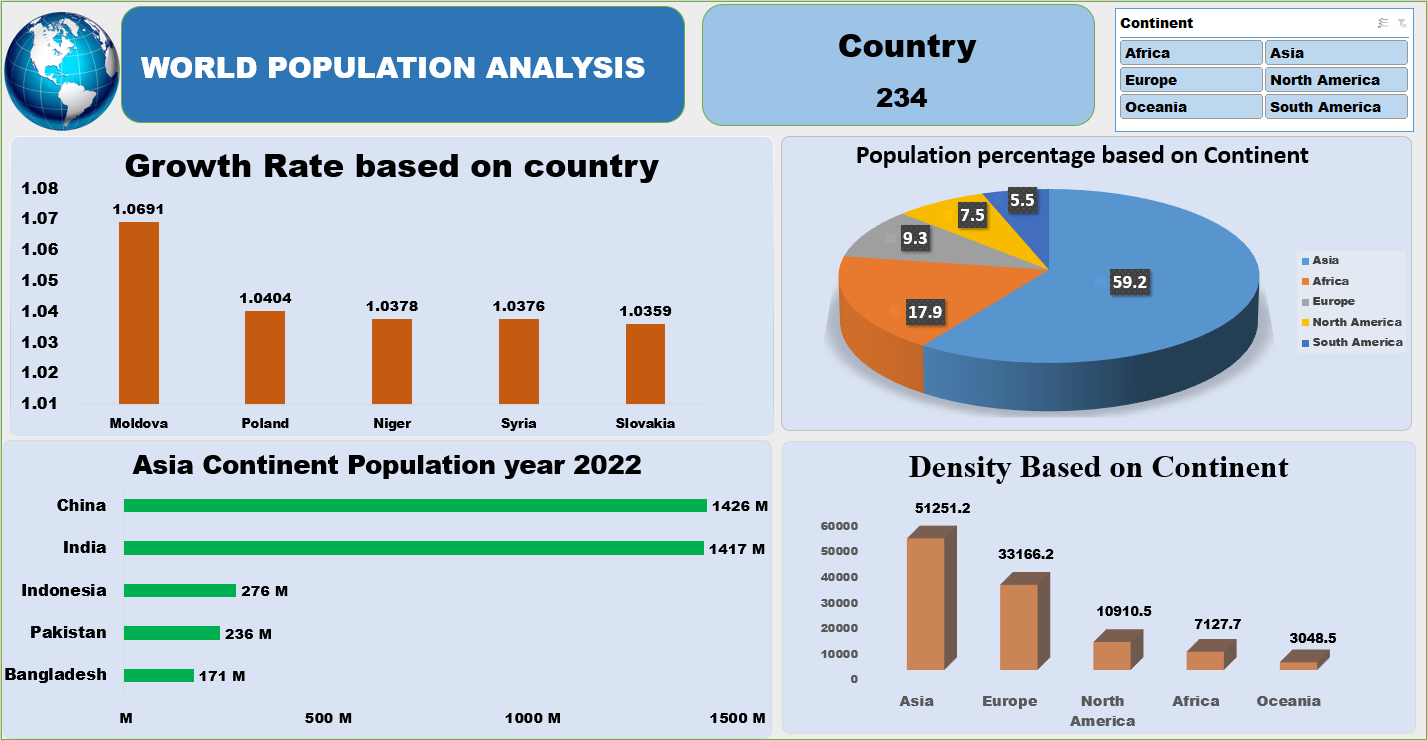 WORLD POPULATION ANALYSIS
Country
234
Continent
Africa
Asia
Europe
North America
Oceania
South America
Growth Rate based on country
1.08
1.07
1.06
1.05
1.04
1.03
1.02
1.01
1.0691
1.0404
1.0378
1.0376
1.0359
Moldova
Poland
Niger
Syria
Slovakia
Population percentage based on Continent
5.5
7.5
9.3
17.9
59.2
Asia
Africa
Europe
North America
South America
Asia Continent Population year 2022
China
1426 M
India
1417 M
Indonesia
276 M
Pakistan
236 M
Bangladesh
171 M
M
500 M
1000 M
1500 M
Density Based on Continent
60000
50000
40000
30000
20000
10000
0
51251.2
33166.2
10910.5
7127.7
3048.5
Asia
Europe
North
America
Africa
Oceania